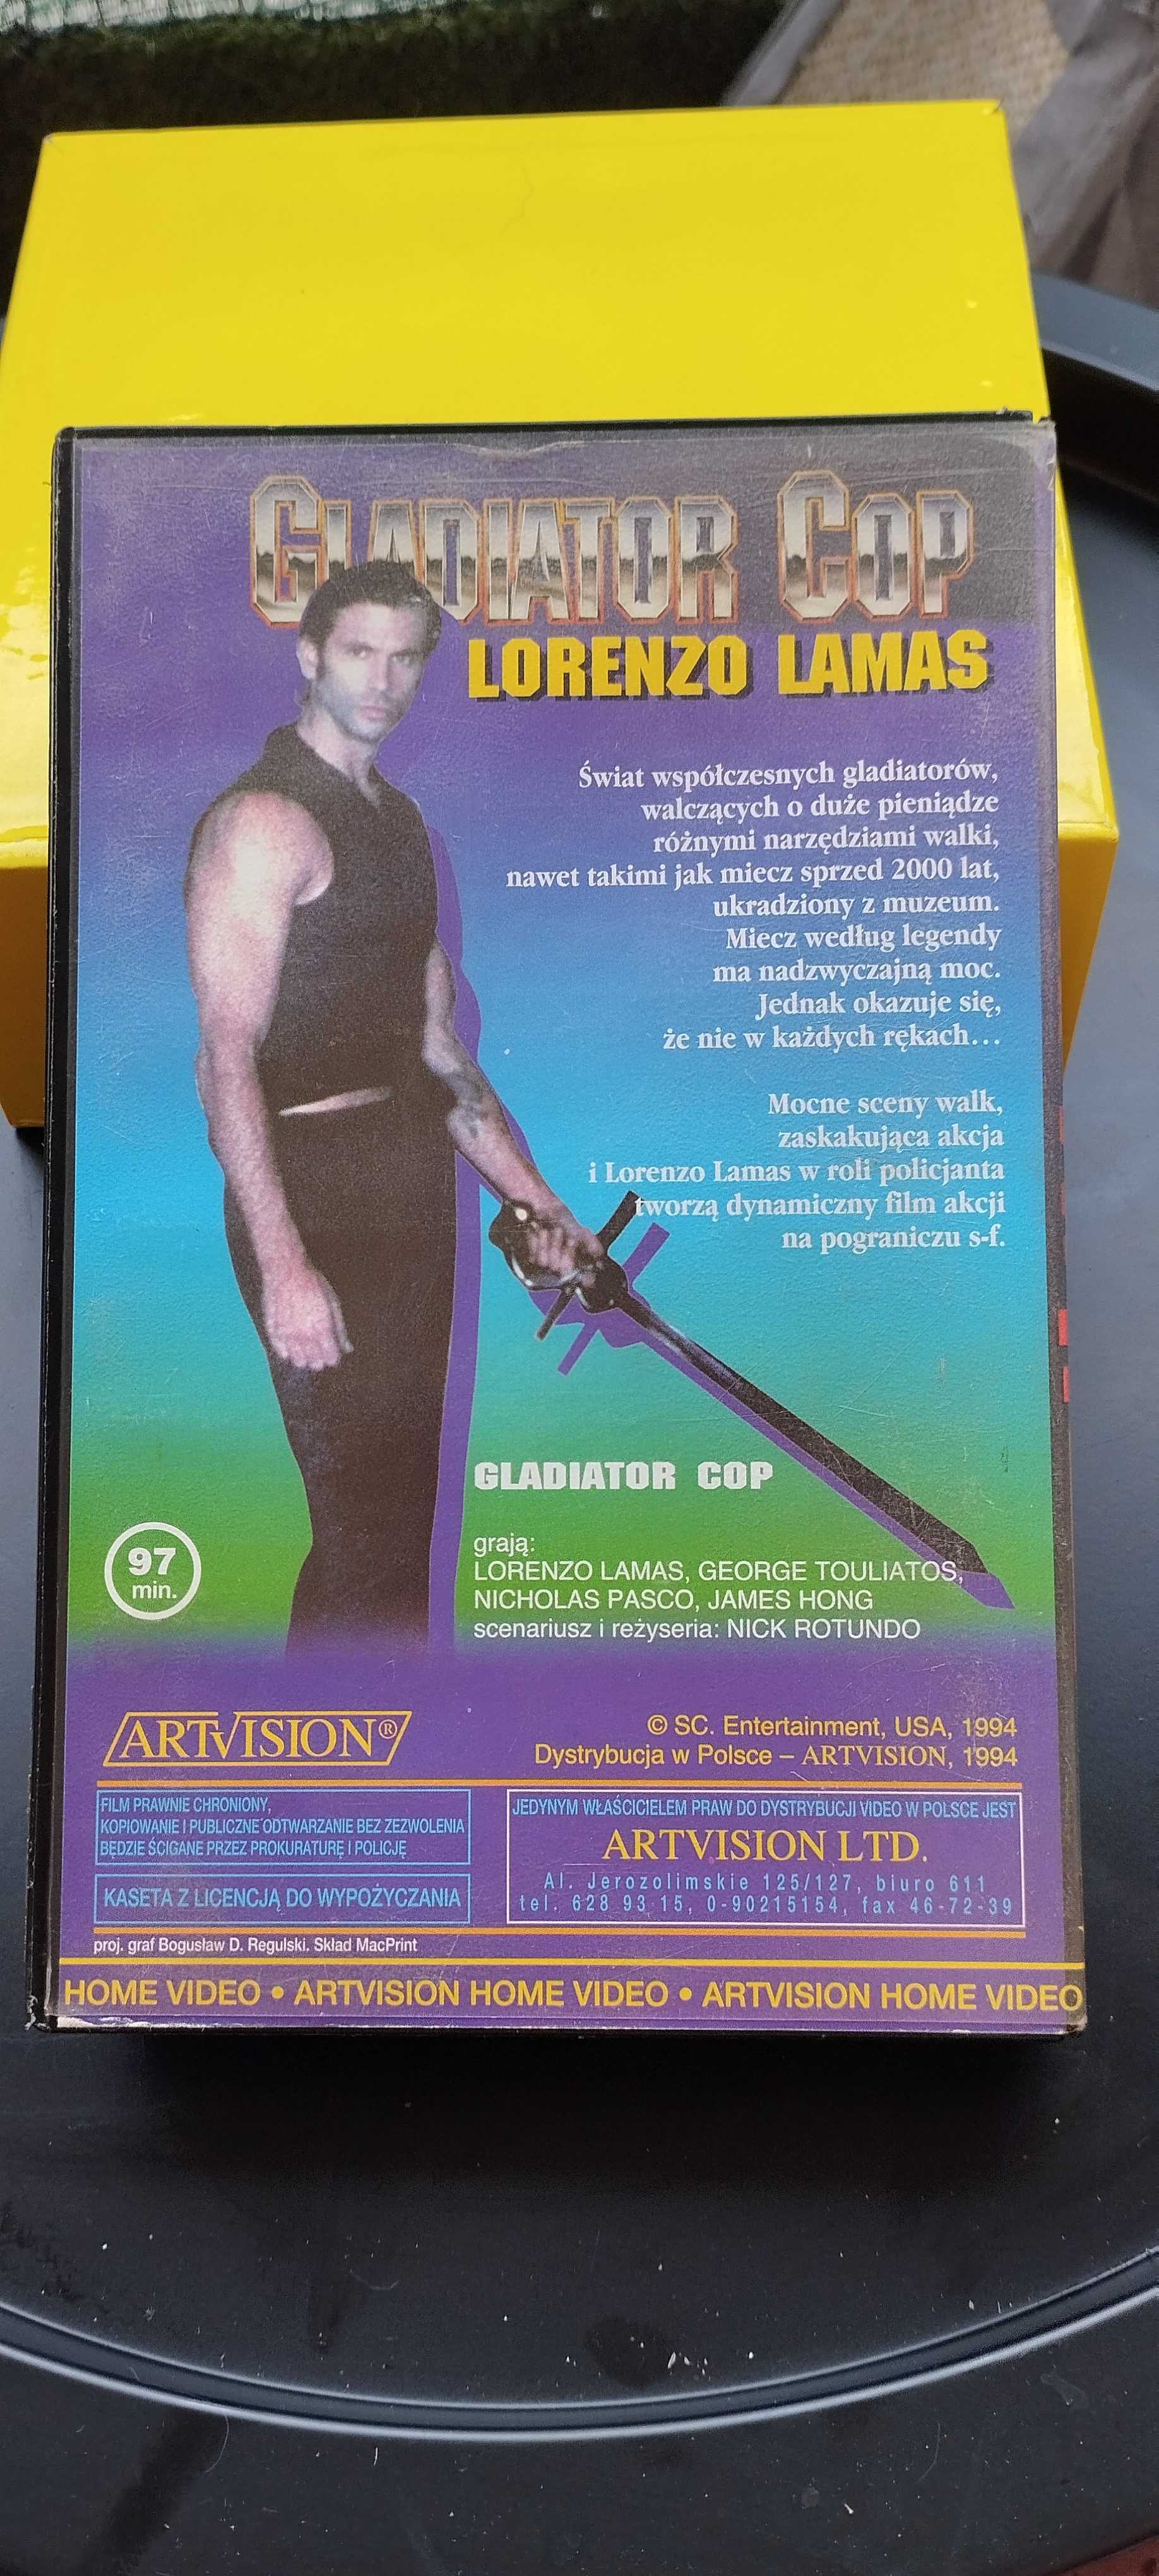 GLADIATOR COP
LORENZO LAMAS
Świat współczesnych gladiatorów,
walczących o duże pieniądze
różnymi narzędziami walki,
nawet takimi jak miecz sprzed 2000 lat,
ukradziony z muzeum.
Miecz według legendy
ma nadzwyczajną moc.
Jednak okazuje się,
że nie w każdych rękach...
Mocne sceny walk,
zaskakująca akcja
i Lorenzo Lamas w roli policjanta
tworzą dynamiczny film akcji
na pograniczu s-f.
GLADIATOR COP
grają:
LORENZO LAMAS, GEORGE TOULIATOS,
NICHOLAS PASCO, JAMES HONG
scenariusz i reżyseria: NICK ROTUNDO
97
min.
ARTVISION®
© SC. Entertainment, USA, 1994
Dystrybucja w Polsce – ARTVISION, 1994
FILM PRAWNIE CHRONIONY,
KOPIOWANIE I PUBLICZNE ODTWARZANIE BEZ ZEZWOLENIA
BĘDZIE ŚCIGANE PRZEZ PROKURATURĘ I POLICJĘ
KASETA Z LICENCJĄ DO WYPOŻYCZANIA
JEDYNYM WŁAŚCICIELEM PRAW DO DYSTRYBUCJI VIDEO W POLSCE JEST
ARTVISION LTD.
Al. Jerozolimskie 125/127, biuro 611
tel. 628 93 15, 0-90215154, fax 46-72-39
proj. graf Bogusław D. Regulski. Skład MacPrint
HOME VIDEO • ARTVISION HOME VIDEO • ARTVISION HOME VIDEO